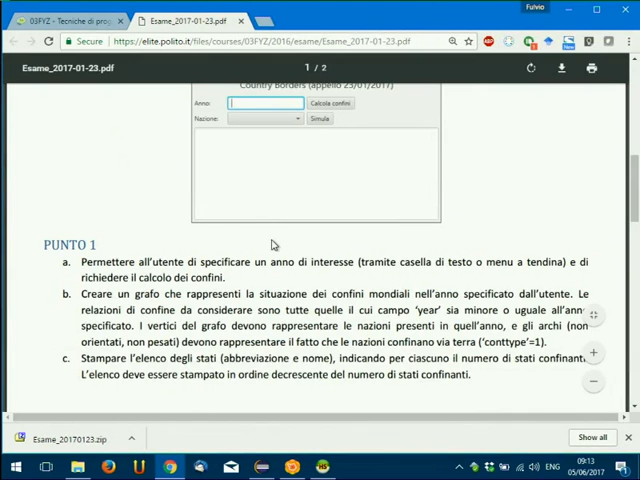 Fulvio
03FYZ - Tecniche di prog
Esame_2017-01-23.pdf
Secure
https://elite.polito.it/files/courses/03FYZ/2016/esame/Esame_2017-01-23.pdf
Esame_2017-01-23.pdf
1 / 2
Country Borders (appello 23/01/2017)
Anno:
Calcola confini
Nazione:
Simula
PUNTO 1
a. Permettere all'utente di specificare un anno di interesse (tramite casella di testo o menu a tendina) e di
richiedere il calcolo dei confini.
b. Creare un grafo che rappresenti la situazione dei confini mondiali nell'anno specificato dall'utente. Le
relazioni di confine da considerare sono tutte quelle il cui campo 'year' sia minore o uguale all'anno
specificato. I vertici del grafo devono rappresentare le nazioni presenti in quell'anno, e gli archi (non
orientati, non pesati) devono rappresentare il fatto che le nazioni confinano via terra ('conttype'=1).
c. Stampare l'elenco degli stati (abbreviazione e nome), indicando per ciascuno il numero di stati confinanti.
L'elenco deve essere stampato in ordine decrescente del numero di stati confinanti.
Esame_20170123.zip
Show all
ENG
09:13
05/06/2017